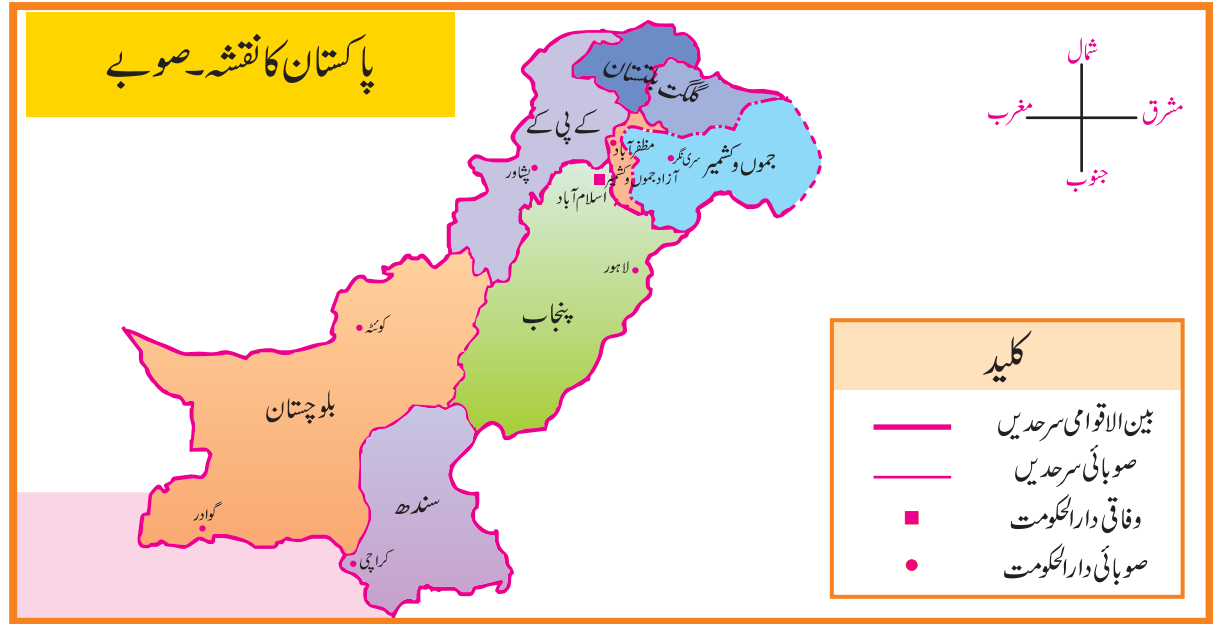 پاکستان کا نقشہ۔صوبے
شمال
مشرق
مغرب
جنوب
گلگت بلتستان
کے پی کے
مظفرآباد
سری نگر
جموں و کشمیر
آزاد جموں و کشمیر
پشاور
اسلام آباد
لاہور
پنجاب
کوئٹہ
بلوچستان
سندھ
گوادر
کراچی
کلید
بین الاقوامی سرحدیں
صوبائی سرحدیں
وفاقی دارالحکومت
صوبائی دارالحکومت